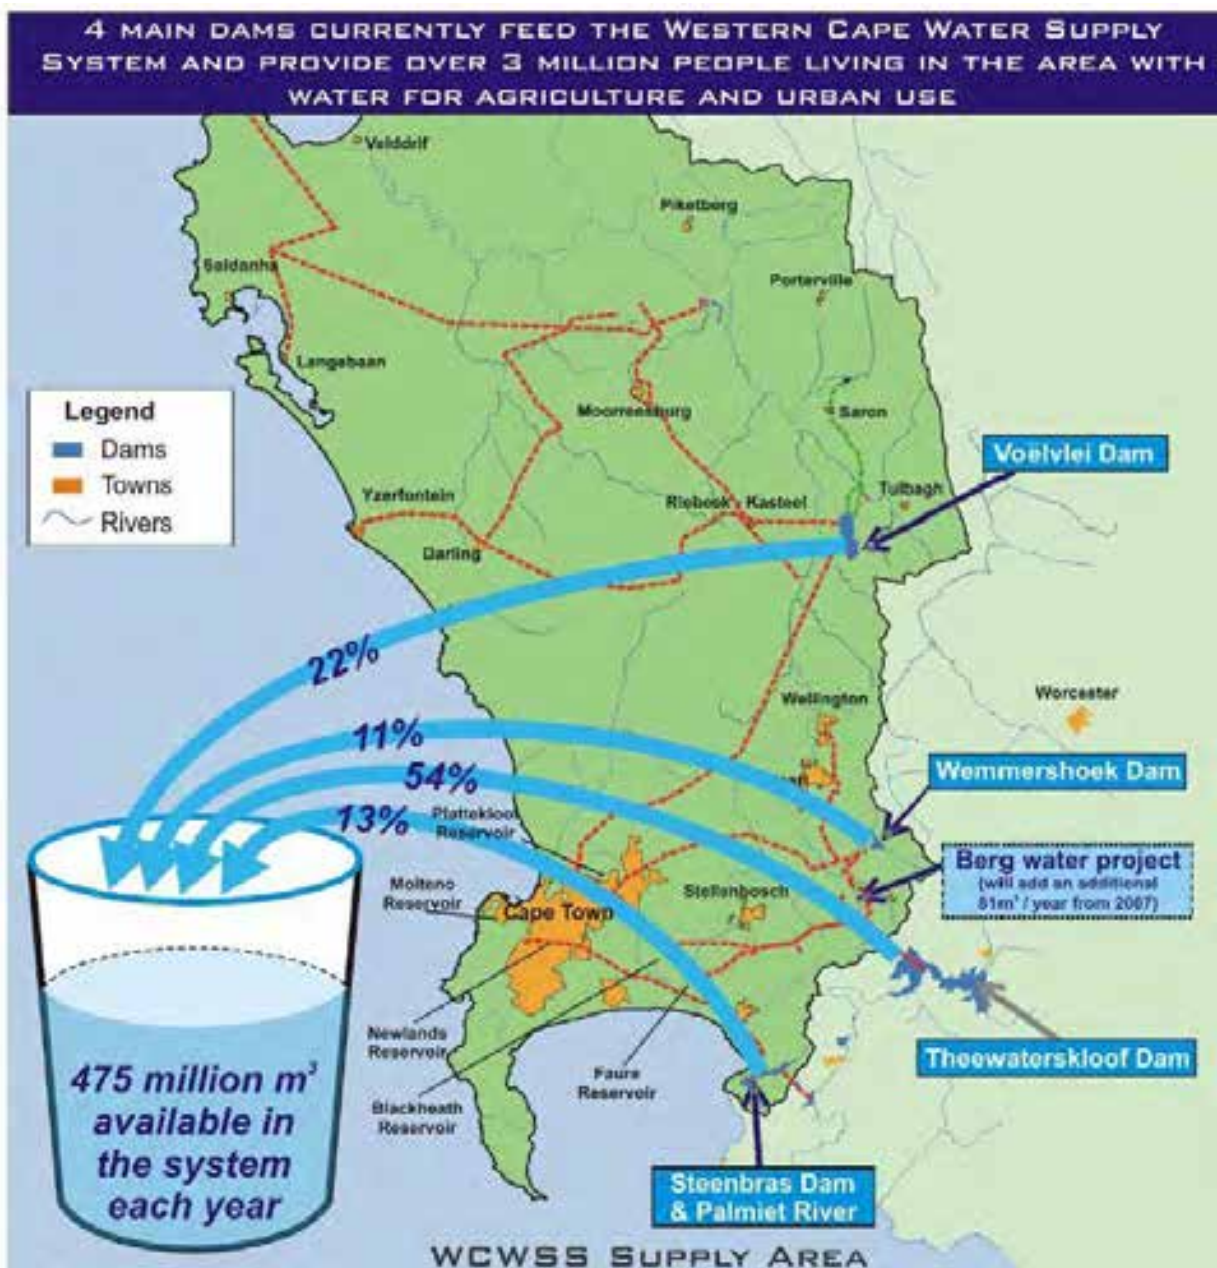 4 MAIN DAMS CURRENTLY FEED THE WESTERN CAPE WATER SUPPLY
SYSTEM AND PROVIDE OVER 3 MILLION PEOPLE LIVING IN THE AREA WITH
WATER FOR AGRICULTURE AND URBAN USE
Velddrif
Piketberg
Saldanha
Porterville
Langebaan
Legend
Dams
Towns
Rivers
Moorreesburg
Saron
Voëlvlei Dam
Yzerfontein
Riebeek - Kasteel
Tulbagh
Darling
22%
Wellington
Worcester
11%
54%
13%
Wemmershoek Dam
Plattekloof
Reservoir
Berg water project
(will add an additional
81m³ / year from 2007)
Molteno
Reservoir
Cape Town
Stellenbosch
Newlands
Reservoir
Faure
Reservoir
Blackheath
Reservoir
Theewaterskloof Dam
475 million m³
available in
the system
each year
Steenbras Dam
& Palmiet River
WCWSS SUPPLY AREA